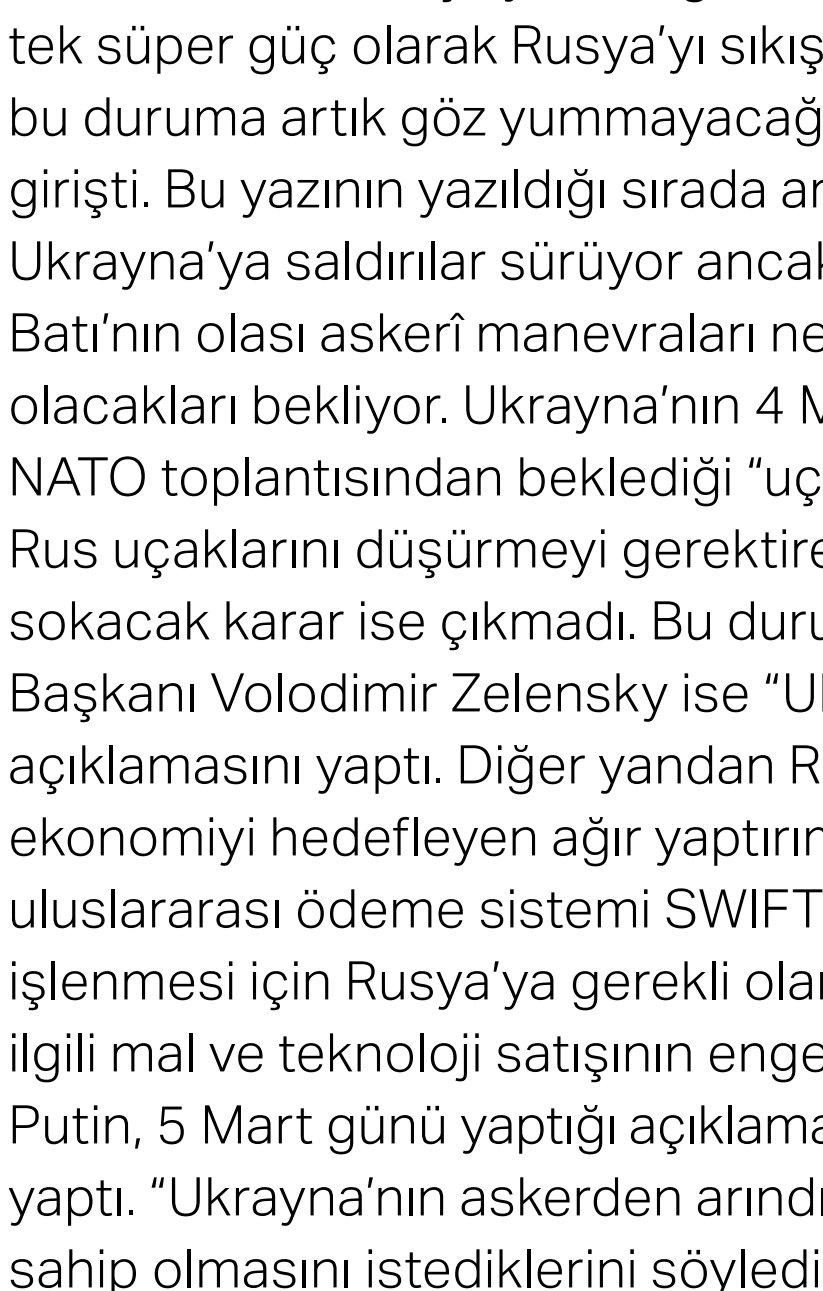 tek süper güç olarak Rusya’yı sıkış
bu duruma artık göz yummayacağ
girişti. Bu yazının yazıldığı sırada
Ukrayna’ya saldırılar sürüyor anca
Batı’nın olası askerî manevraları ne
olacakları bekliyor. Ukrayna’nın 4 M
NATO toplantısından beklediği “uç
Rus uçaklarını düşürmeyi gerektire
sokacak karar ise çıkmadı. Bu duru
Başkanı Volodimir Zelensky ise “U
açıklamasını yaptı. Diğer yandan R
ekonomiyi hedefleyen ağır yaptırı
uluslararası ödeme sistemi SWIFT
işlenmesi için Rusya’ya gerekli ola
ilgili mal ve teknoloji satışının enge
Putin, 5 Mart günü yaptığı açıklama
yaptı. “Ukrayna’nın askerden arındı
sahip olmasını istediklerini söyledi